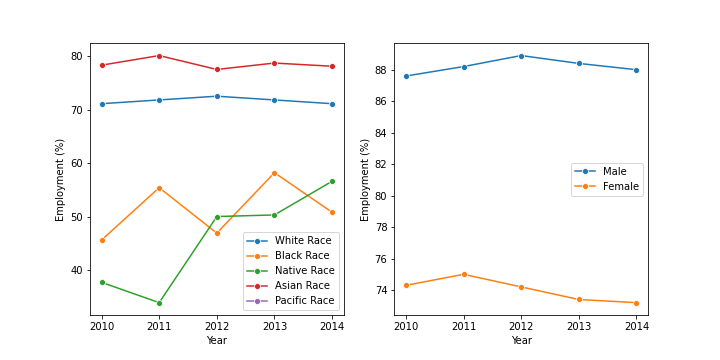 80
70
60
50
40
Employment (%)
2010 2011 2012 2013 2014
Year
White Race
Black Race
Native Race
Asian Race
Pacific Race
88
86
84
82
80
78
76
74
Employment (%)
2010 2011 2012 2013 2014
Year
Male
Female